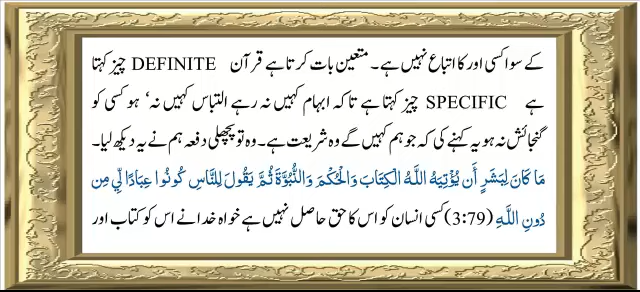 کے سوا کسی اور کا اتباع نہیں ہے۔ متعین بات کرتا ہے قرآن DEFINITE چیز کہتا
ہے SPECIFIC چیز کہتا ہے تاکہ ابہام کہیں نہ رہے التباس کہیں نہ‘ ہو کسی کو
گنجائش نہ ہو یہ کہنے کی کہ جو ہم کہیں گے وہ شریعت ہے۔ وہ تو پچھلی دفعہ ہم نے یہ دیکھ لیا۔
مَا كَانَ لِبَشَرٍ أَن يُؤْتِيَهُ اللَّهُ الْكِتَابَ وَالْحُكْمَ وَالنُّبُوَّةَ ثُمَّ يَقُولَ لِلنَّاسِ كُونُوا عِبَادًا لِّي مِن
دُونِ اللَّهِ (3:79) کسی انسان کو اس کا حق حاصل نہیں ہے خواہ خدا نے اس کو کتاب اور